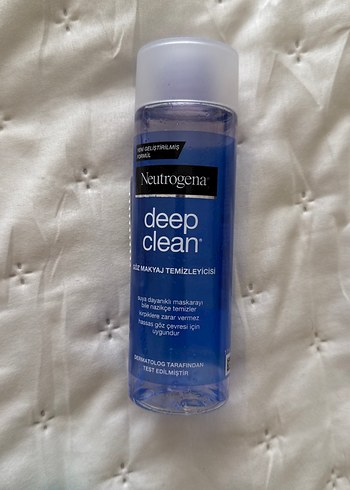 YENİ GELİŞTİRİLMİŞ
FORMÜL
Neutrogena®
deep
clean®
GÖZ MAKYAJ TEMİZLEYİCİSİ
suya dayanıklı maskarayı
bile nazikçe temizler
kirpiklere zarar vermez
hassas göz çevresi için
uygundur
DERMATOLOG TARAFINDAN
TEST EDİLMİŞTİR